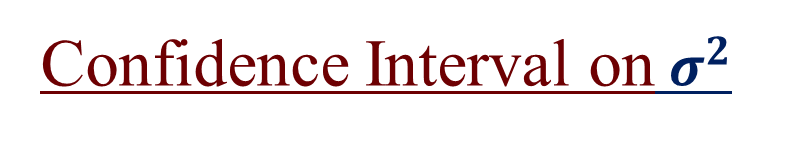 Confidence Interval on σ²